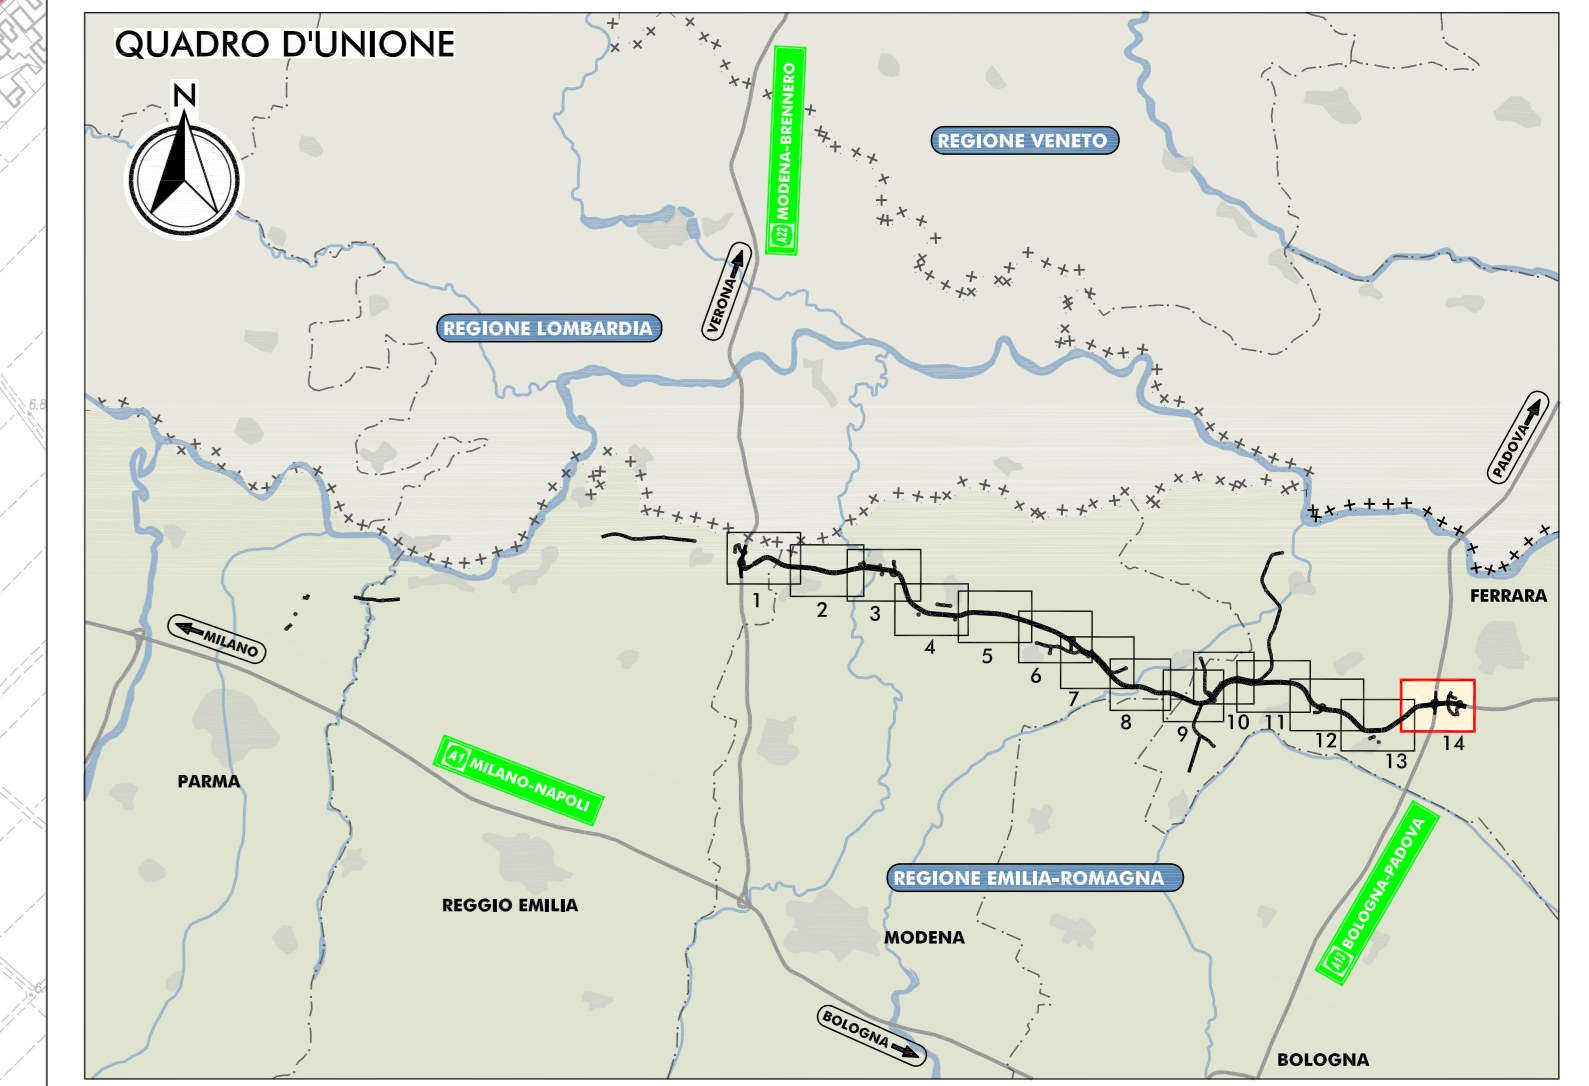 QUADRO D'UNIONE
N
A22 MODENA-BRENNERO
REGIONE VENETO
VERONA
REGIONE LOMBARDIA
6.8
PADOVA
FERRARA
1
2
3
4
5
6
7
8
9
10
11
12
13
14
MILANO
PARMA
A1 MILANO-NAPOLI
REGIONE EMILIA-ROMAGNA
A13 BOLOGNA-PADOVA
REGGIO EMILIA
MODENA
BOLOGNA
BOLOGNA